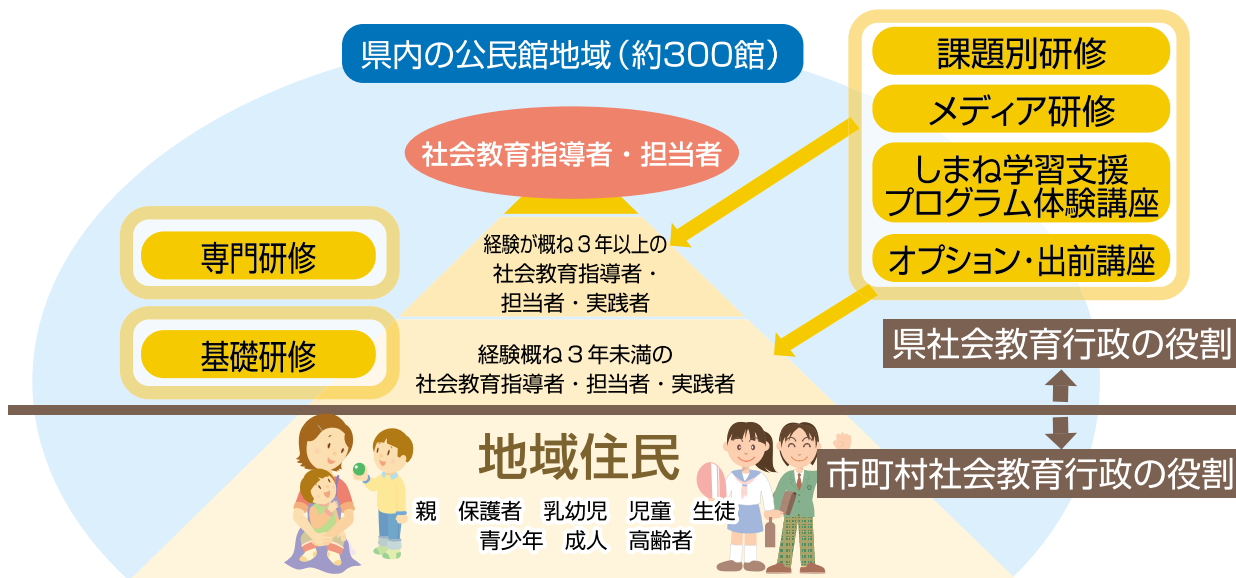 県内の公民館地域(約300館)
社会教育指導者・担当者
課題別研修
メディア研修
しまね学習支援
プログラム体験講座
オプション・出前講座
専門研修
経験が概ね3年以上の
社会教育指導者・
担当者・実践者
基礎研修
経験概ね3年未満の
社会教育指導者・担当者・実践者
県社会教育行政の役割
市町村社会教育行政の役割
地域住民
親 保護者 乳幼児 児童 生徒
青少年 成人 高齢者